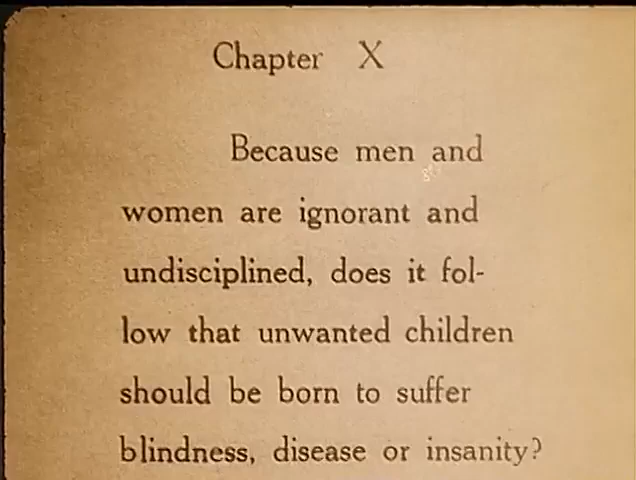 Chapter X
Because men and
women are ignorant and
undisciplined, does it fol-
low that unwanted children
should be born to suffer
blindness, disease or insanity?